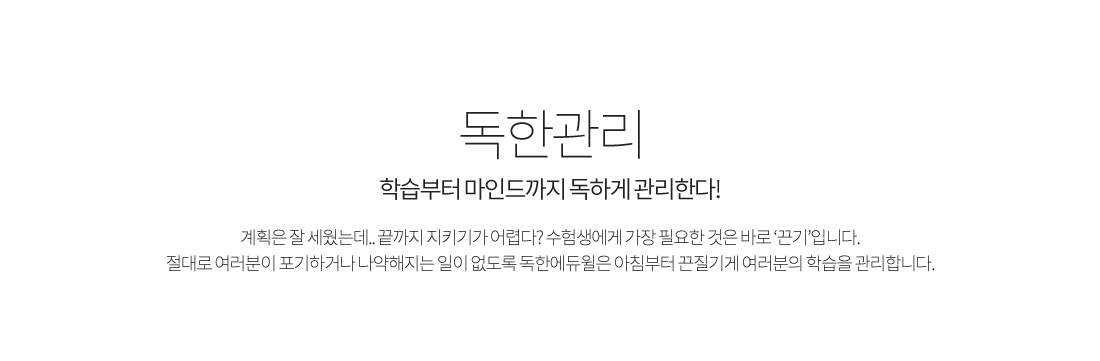 독한관리
학습부터 마인드까지 독하게 관리한다!
계획은 잘 세웠는데.. 끝까지 지키기가 어렵다? 수험생에게 가장 필요한 것은 바로 ‘끈기’입니다.
절대로 여러분이 포기하거나 나약해지는 일이 없도록 독한에듀윌은 아침부터 끈질기게 여러분의 학습을 관리합니다.